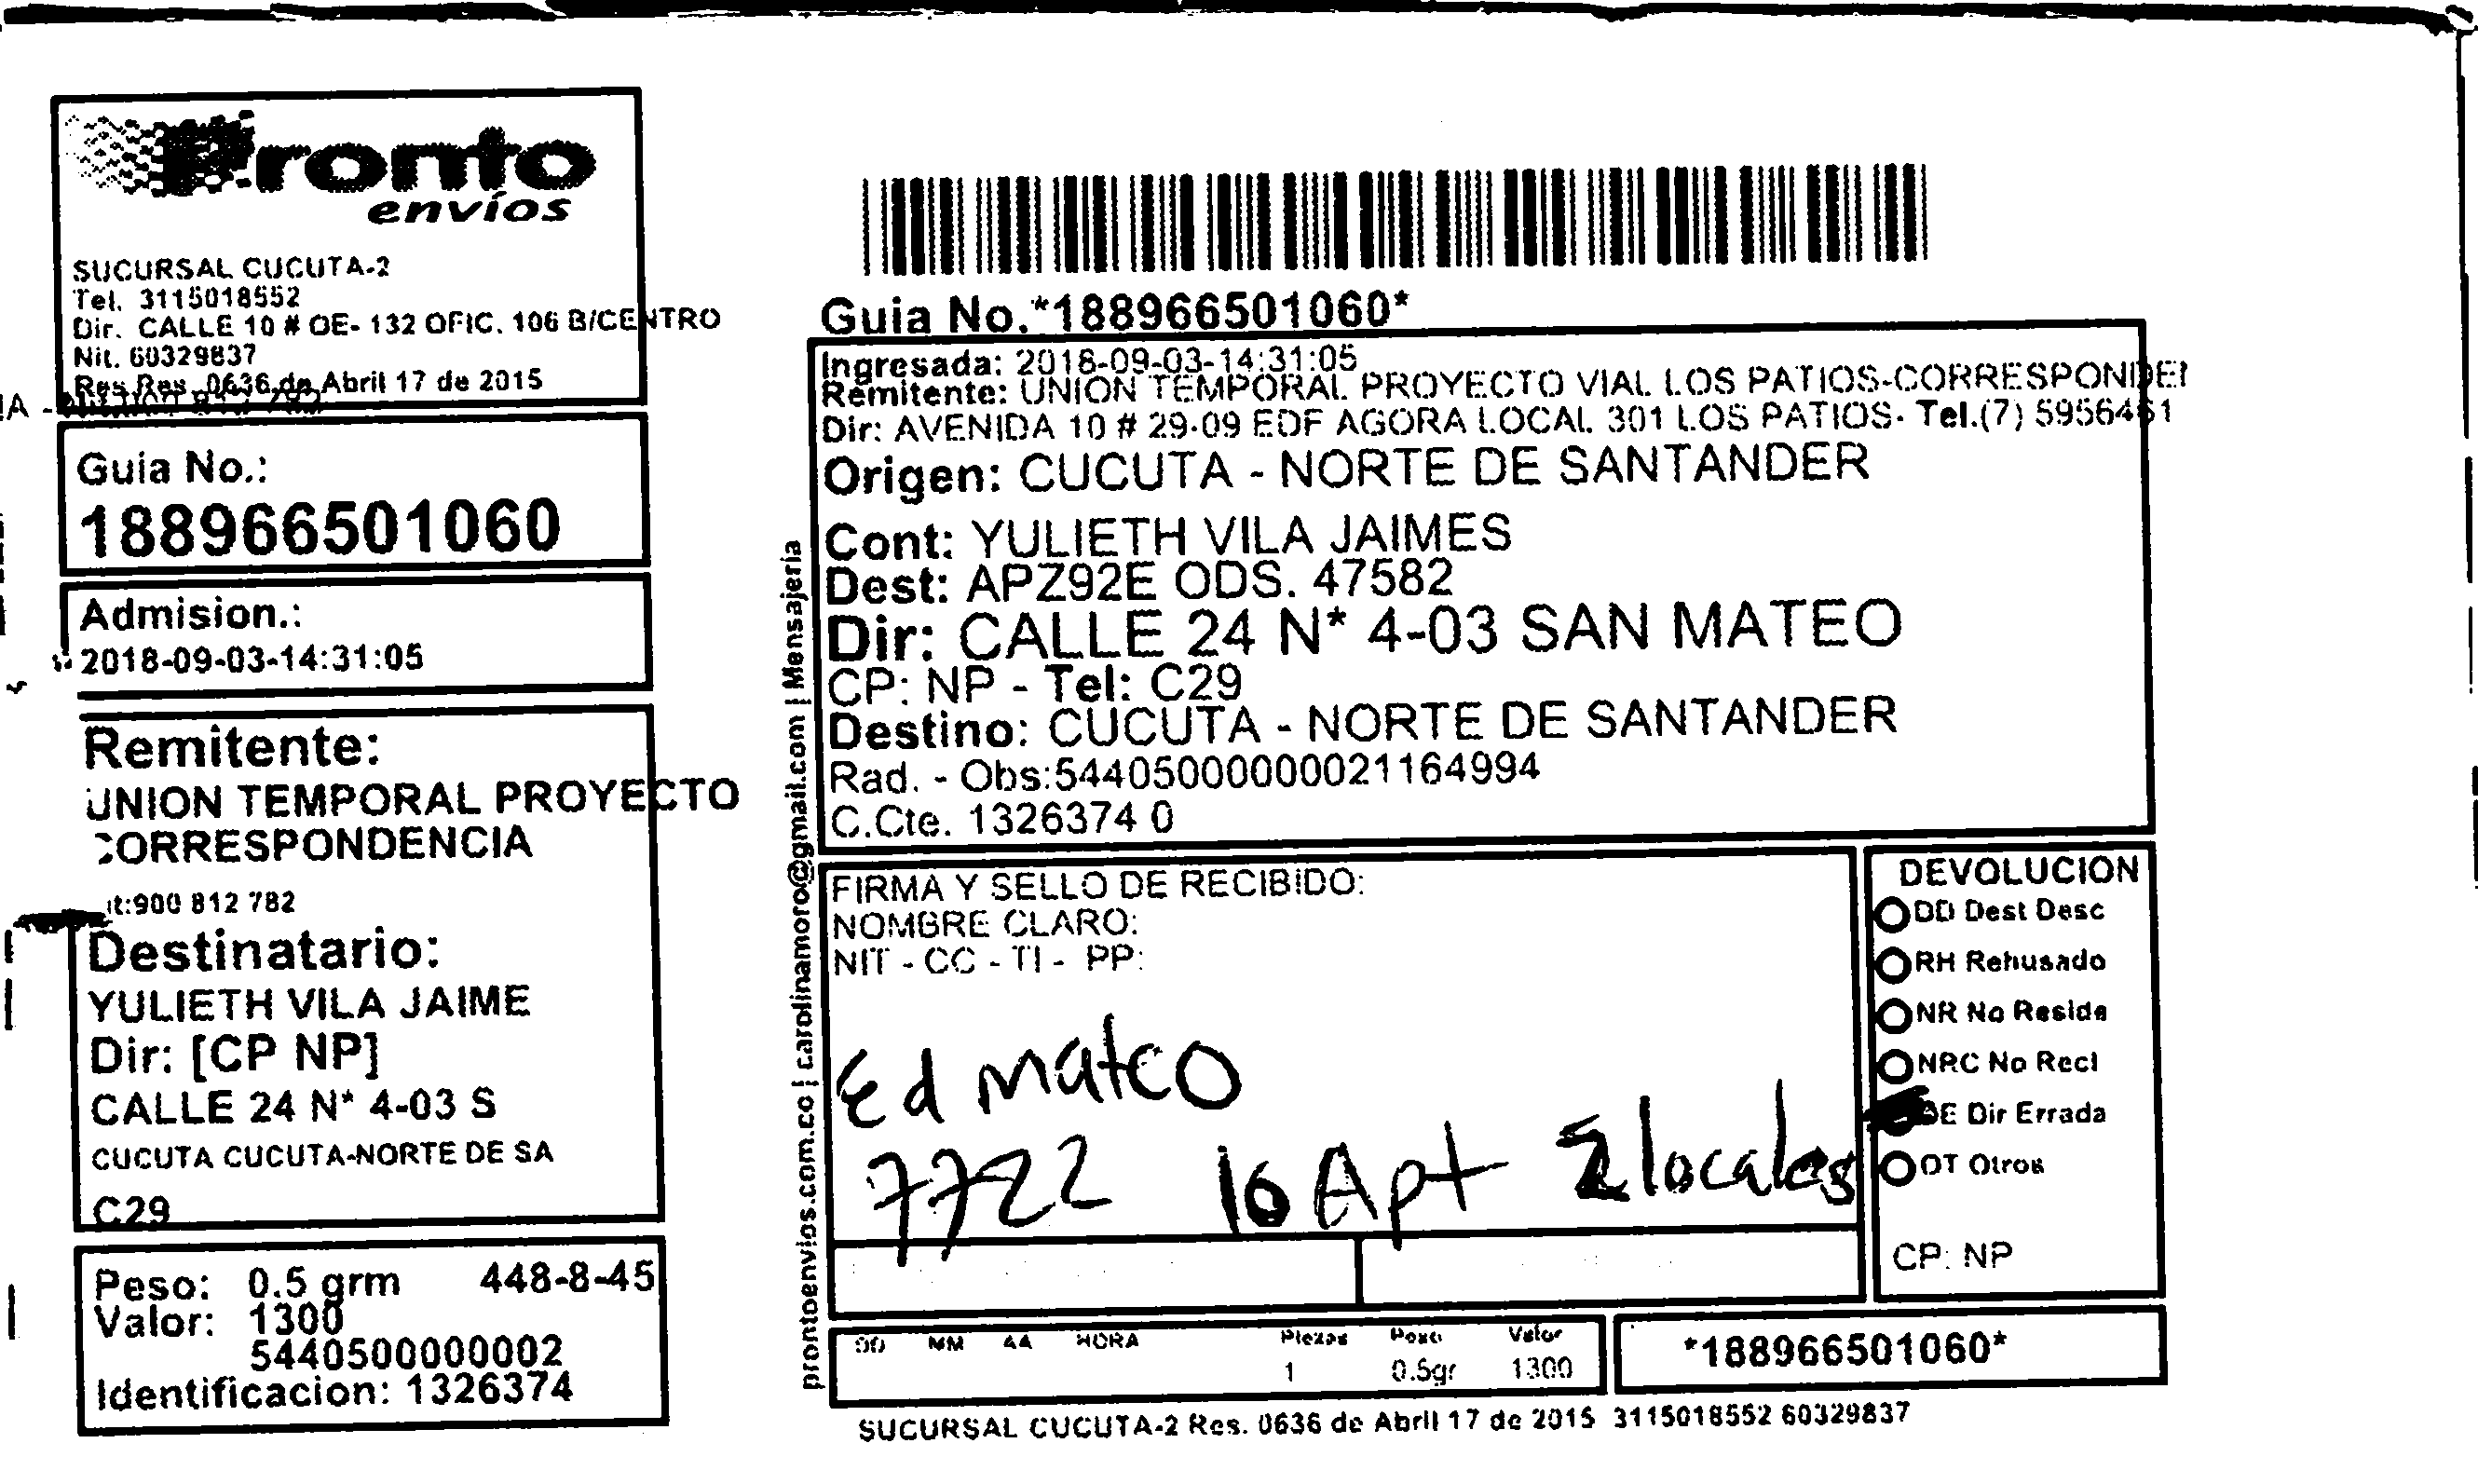 Pronto
envíos
SUCURSAL CUCUTA-2
Tel. 3115018552
Dir. CALLE 10 # OE- 132 OFIC. 106 B/CENTRO
Nit. 60329837
Res Res 0636 de Abril 17 de 2015
IA -
Guia No.:
188966501060
Admision.:
2018-09-03-14:31:05
Remitente:
UNION TEMPORAL PROYECTO
CORRESPONDENCIA
it:900 812 782
Destinatario:
YULIETH VILA JAIME
Dir: [CP NP]
CALLE 24 N* 4-03 S
CUCUTA CUCUTA-NORTE DE SA
C29
Peso: 0.5 grm 448-8-45
Valor: 1300
5440500000002
Identificacion: 1326374
prontoenvios.com.co | carolinamoro@gmail.com | Mensajeria
Guia No.*188966501060*
Ingresada: 2018-09-03-14:31:05
Remitente: UNION TEMPORAL PROYECTO VIAL LOS PATIOS-CORRESPONDEN
Dir: AVENIDA 10 # 29-09 EDF AGORA LOCAL 301 LOS PATIOS- Tel.(7) 5956461
Origen: CUCUTA - NORTE DE SANTANDER
Cont: YULIETH VILA JAIMES
Dest: APZ92E ODS. 47582
Dir: CALLE 24 N* 4-03 SAN MATEO
CP: NP - Tel: C29
Destino: CUCUTA - NORTE DE SANTANDER
Rad. - Obs:544050000000021164994
C.Cte. 1326374 0
FIRMA Y SELLO DE RECIBIDO:
NOMBRE CLARO:
NIT - CC - TI - PP:
Ed mateo
7722 10 Apt 2 locales
DEVOLUCION
DD Dest Desc
RH Rehusado
NR No Reside
NRC No Recl
DE Dir Errada
OT Otros
CP: NP
DD MM AA HORA Piezas Peso Valor
1 0.5gr 1300
*188966501060*
SUCURSAL CUCUTA-2 Res. 0636 de Abril 17 de 2015 3115018552 60329837